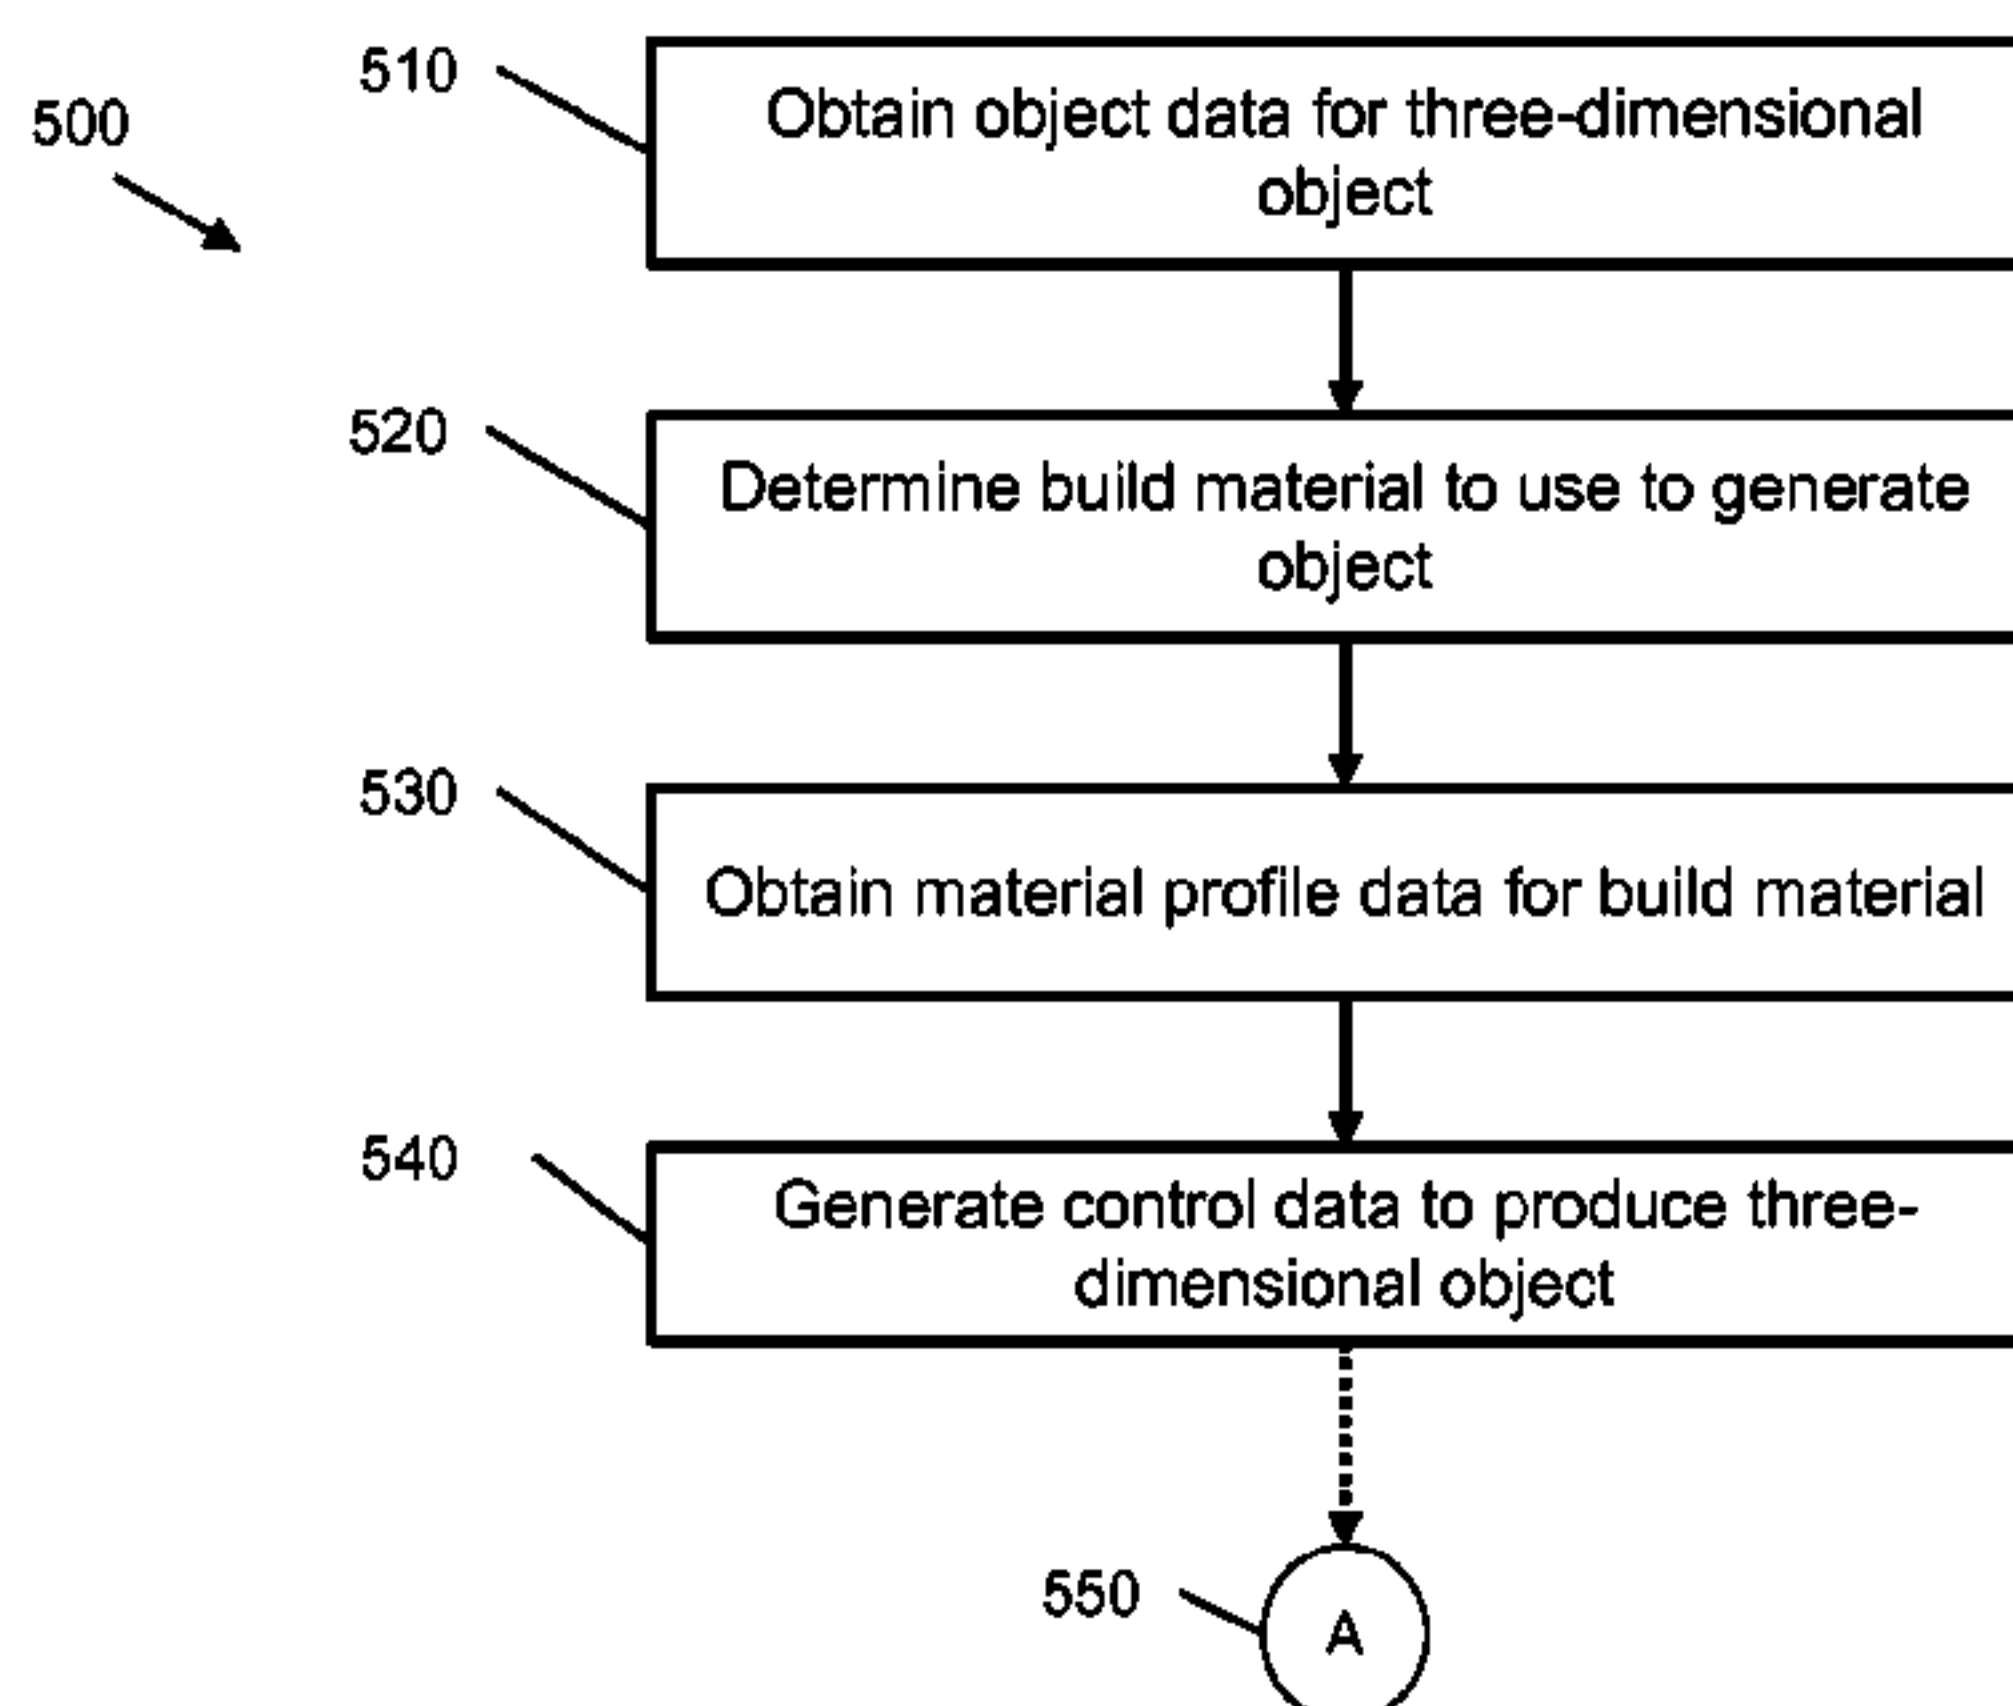 510
500
Obtain object data for three-dimensional
object
520
Determine build material to use to generate
object
530
Obtain material profile data for build material
540
Generate control data to produce three-
dimensional object
550
A